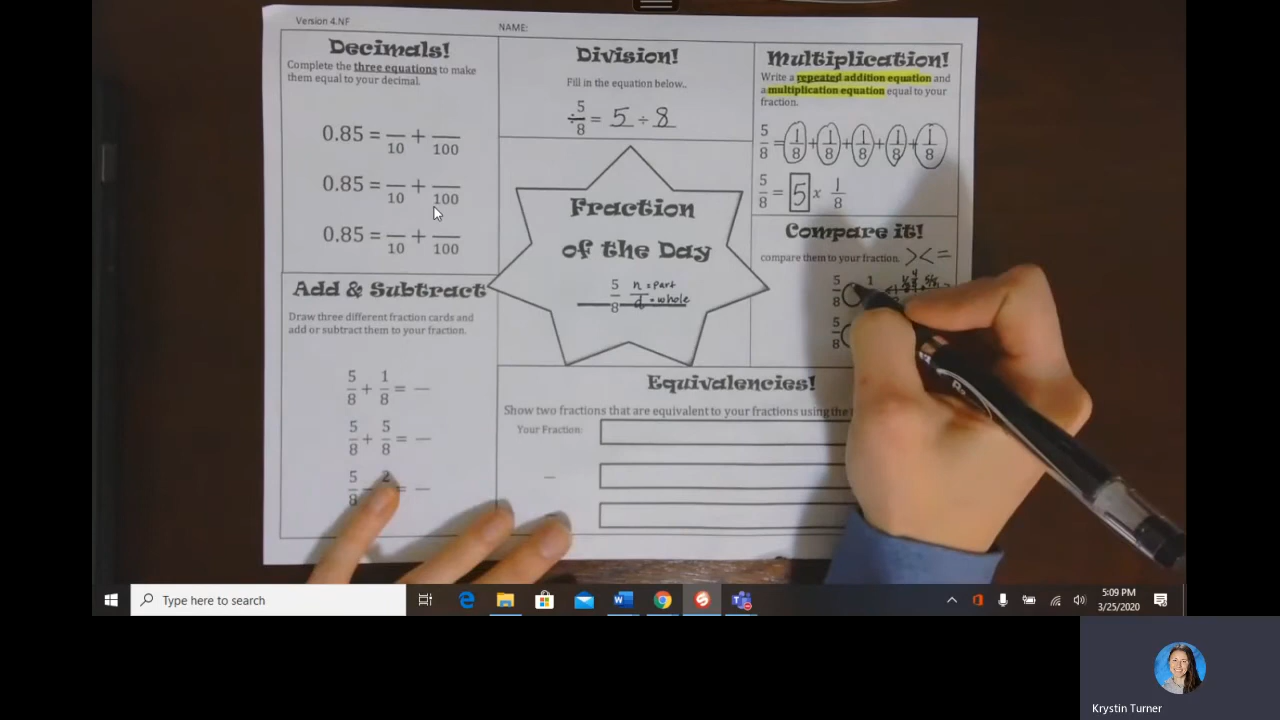 Version 4.NF
NAME:
Decimals!
Complete the three equations to make
them equal to your decimal.
0.85 = /10 + /100
0.85 = /10 + /100
0.85 = /10 + /100
Division!
Fill in the equation below..
÷ 5/8 = 5 ÷ 8
Multiplication!
Write a repeated addition equation and
a multiplication equation equal to your
fraction.
5/8 = 1/8 + 1/8 + 1/8 + 1/8 + 1/8
5/8 = 5 x 1/8
Fraction
of the Day
5/8 n = part
d = whole
Compare it!
compare them to your fraction. > < =
5/8 1
5/8
Add & Subtract
Draw three different fraction cards and
add or subtract them to your fraction.
5/8 + 1/8 = —
5/8 + 5/8 = —
5/8 – 2 = —
Equivalencies!
Show two fractions that are equivalent to your fractions using the
Your Fraction:
Type here to search
5:09 PM
3/25/2020
Krystin Turner